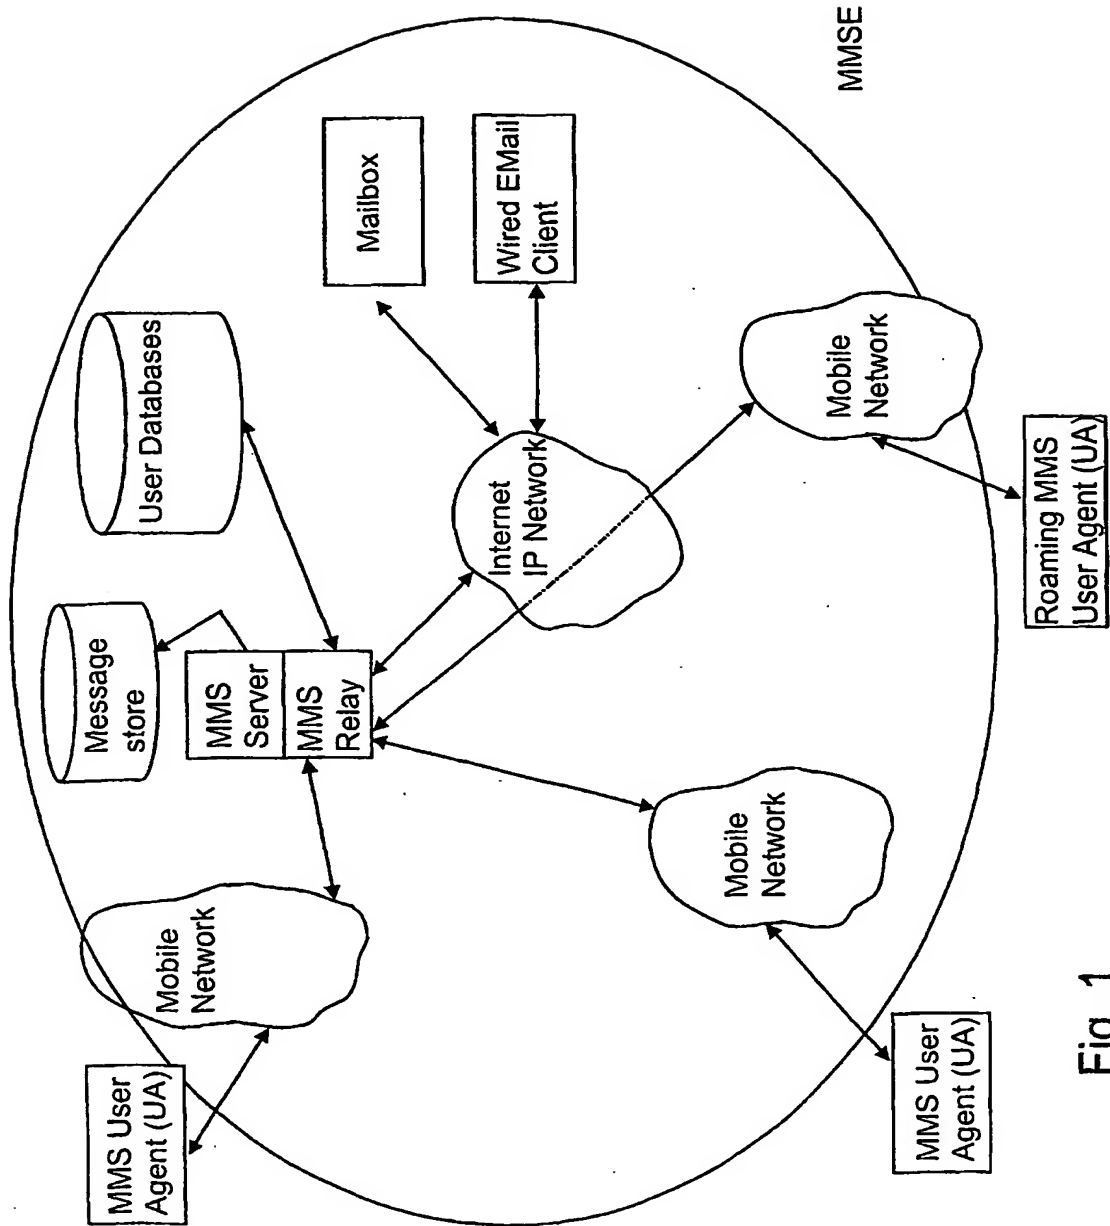 MMS User
Agent (UA)
Mobile
Network
Message
store
User Databases
MMS
Server
MMS
Relay
Mailbox
Internet
IP Network
Wired EMail
Client
Mobile
Network
Mobile
Network
MMS User
Agent (UA)
Roaming MMS
User Agent (UA)
MMSE
Fig. 1